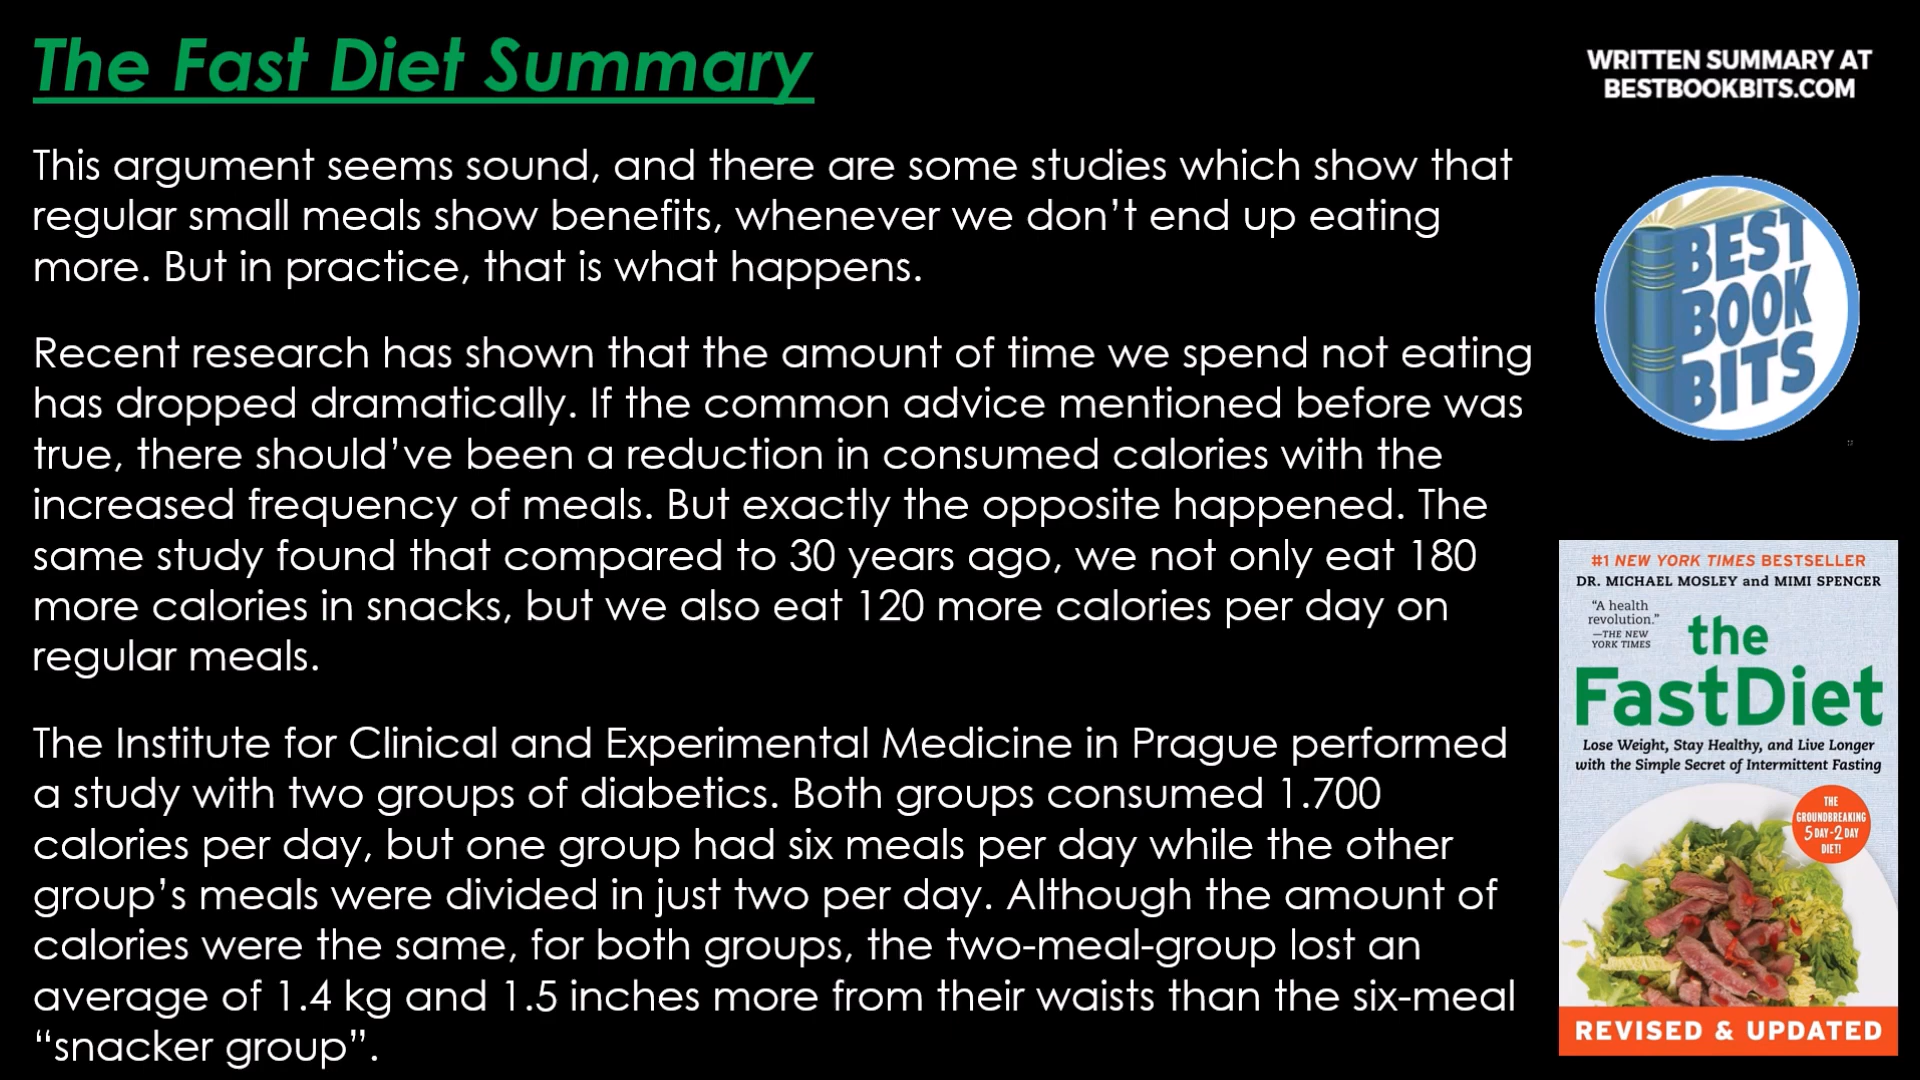 The Fast Diet Summary
WRITTEN SUMMARY AT
BESTBOOKBITS.COM
This argument seems sound, and there are some studies which show that
regular small meals show benefits, whenever we don’t end up eating
more. But in practice, that is what happens.
Recent research has shown that the amount of time we spend not eating
has dropped dramatically. If the common advice mentioned before was
true, there should’ve been a reduction in consumed calories with the
increased frequency of meals. But exactly the opposite happened. The
same study found that compared to 30 years ago, we not only eat 180
more calories in snacks, but we also eat 120 more calories per day on
regular meals.
The Institute for Clinical and Experimental Medicine in Prague performed
a study with two groups of diabetics. Both groups consumed 1.700
calories per day, but one group had six meals per day while the other
group’s meals were divided in just two per day. Although the amount of
calories were the same, for both groups, the two-meal-group lost an
average of 1.4 kg and 1.5 inches more from their waists than the six-meal
“snacker group”.
BEST
BOOK
BITS
#1 NEW YORK TIMES BESTSELLER
DR. MICHAEL MOSLEY and MIMI SPENCER
“A health
revolution.”
—THE NEW
YORK TIMES
the
FastDiet
Lose Weight, Stay Healthy, and Live Longer
with the Simple Secret of Intermittent Fasting
THE
GROUNDBREAKING
5 DAY-2 DAY
DIET!
REVISED & UPDATED